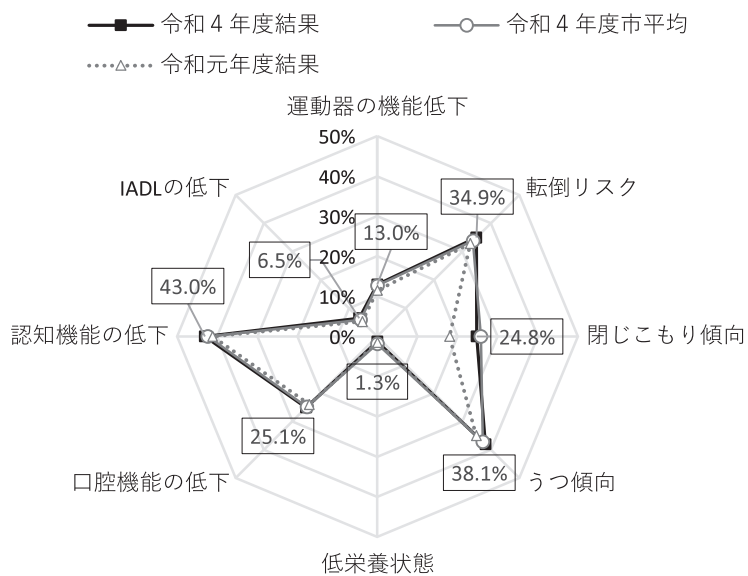 令和4年度結果
令和4年度市平均
令和元年度結果
運動器の機能低下
50%
40%
30%
20%
10%
0%
IADLの低下
転倒リスク
34.9%
13.0%
6.5%
43.0%
認知機能の低下
24.8%
閉じこもり傾向
1.3%
25.1%
38.1%
口腔機能の低下
うつ傾向
低栄養状態